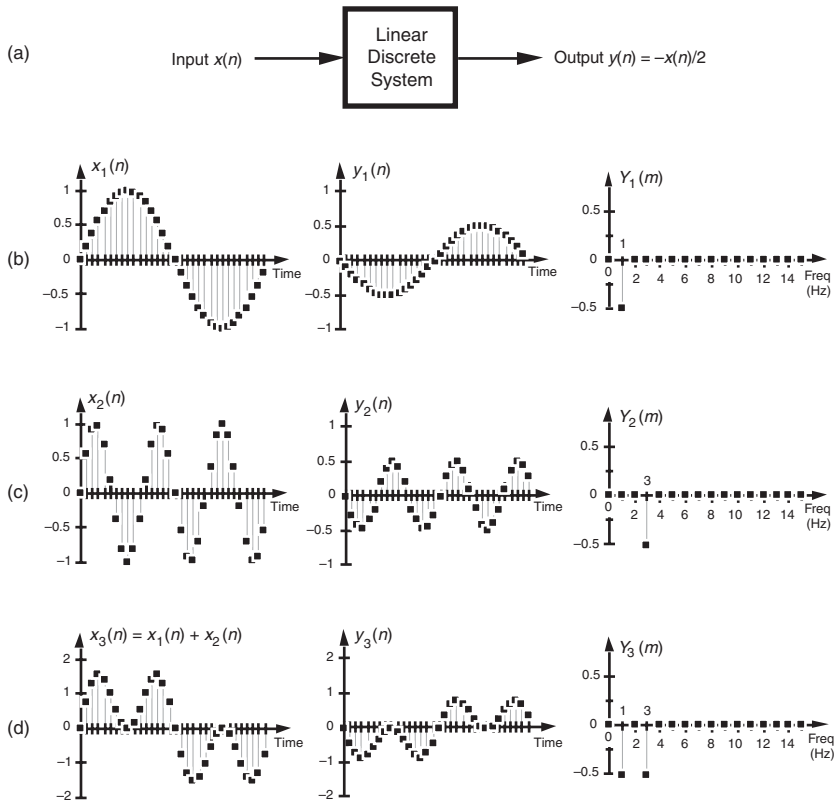 (a)
Input x(n)
Linear
Discrete
System
Output y(n) = –x(n)/2
(b)
x1(n)
1
0.5
0
–0.5
–1
Time
y1(n)
1
0.5
0
–0.5
–1
Time
Y1(m)
0.5
0
–0.5
1
0 2 4 6 8 10 12 14
Freq
(Hz)
(c)
x2(n)
1
0.5
0
–0.5
–1
Time
y2(n)
1
0.5
0
–0.5
–1
Time
Y2(m)
0.5
0
–0.5
3
0 2 4 6 8 10 12 14
Freq
(Hz)
(d)
x3(n) = x1(n) + x2(n)
2
1
0
–1
–2
Time
y3(n)
2
1
0
–1
–2
Time
Y3(m)
0.5
0
–0.5
1 3
0 2 4 6 8 10 12 14
Freq
(Hz)